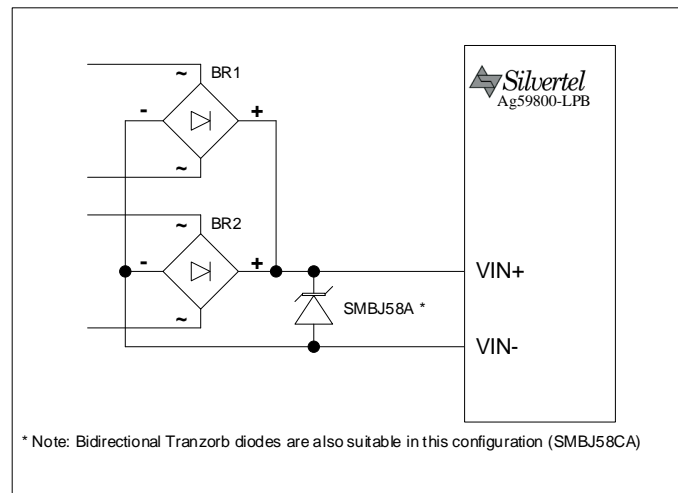 ~
BR1
-
+
~
~
BR2
-
+
~
Silvertel
Ag59800-LPB
VIN+
SMBJ58A *
VIN-
* Note: Bidirectional Tranzorb diodes are also suitable in this configuration (SMBJ58CA)